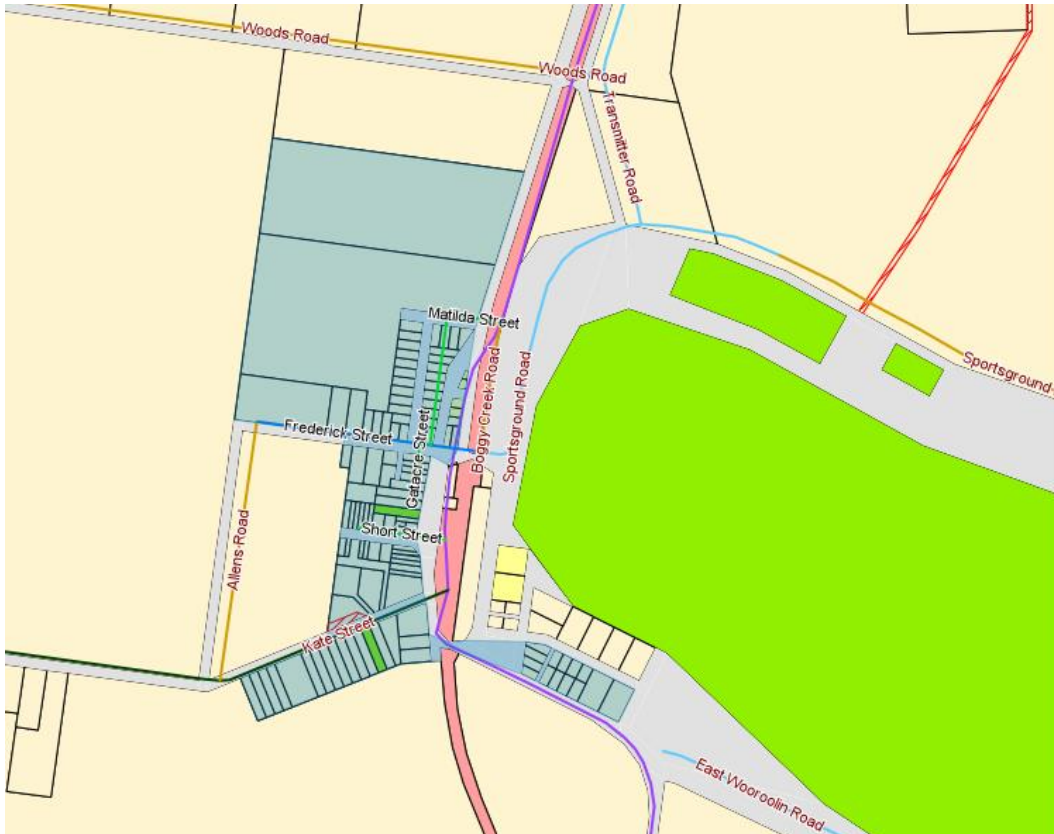 Woods Road
Woods Road
Transmitter Road
Matilda Street
Sportsground
Boggy Creek Road
Sportsground Road
Gatacre Street
Frederick Street
Short Street
Allens Road
Kate Street
East Wooroolin Road